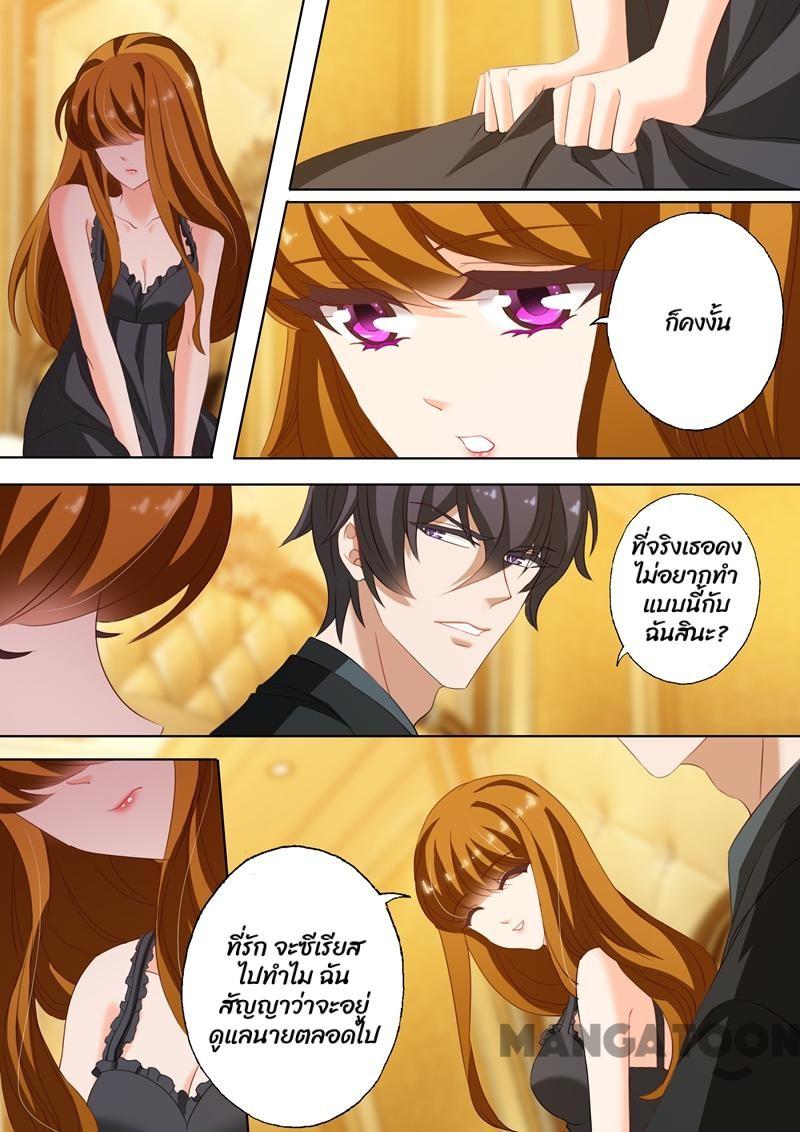 ก็คงงั้น
ที่จริงเธอคง
ไม่อยากทำ
แบบนี้กับ
ฉันสินะ?
ที่รัก จะซีเรียส
ไปทำไม ฉัน
สัญญาว่าจะอยู่
ดูแลนายตลอดไป
MANGATOON